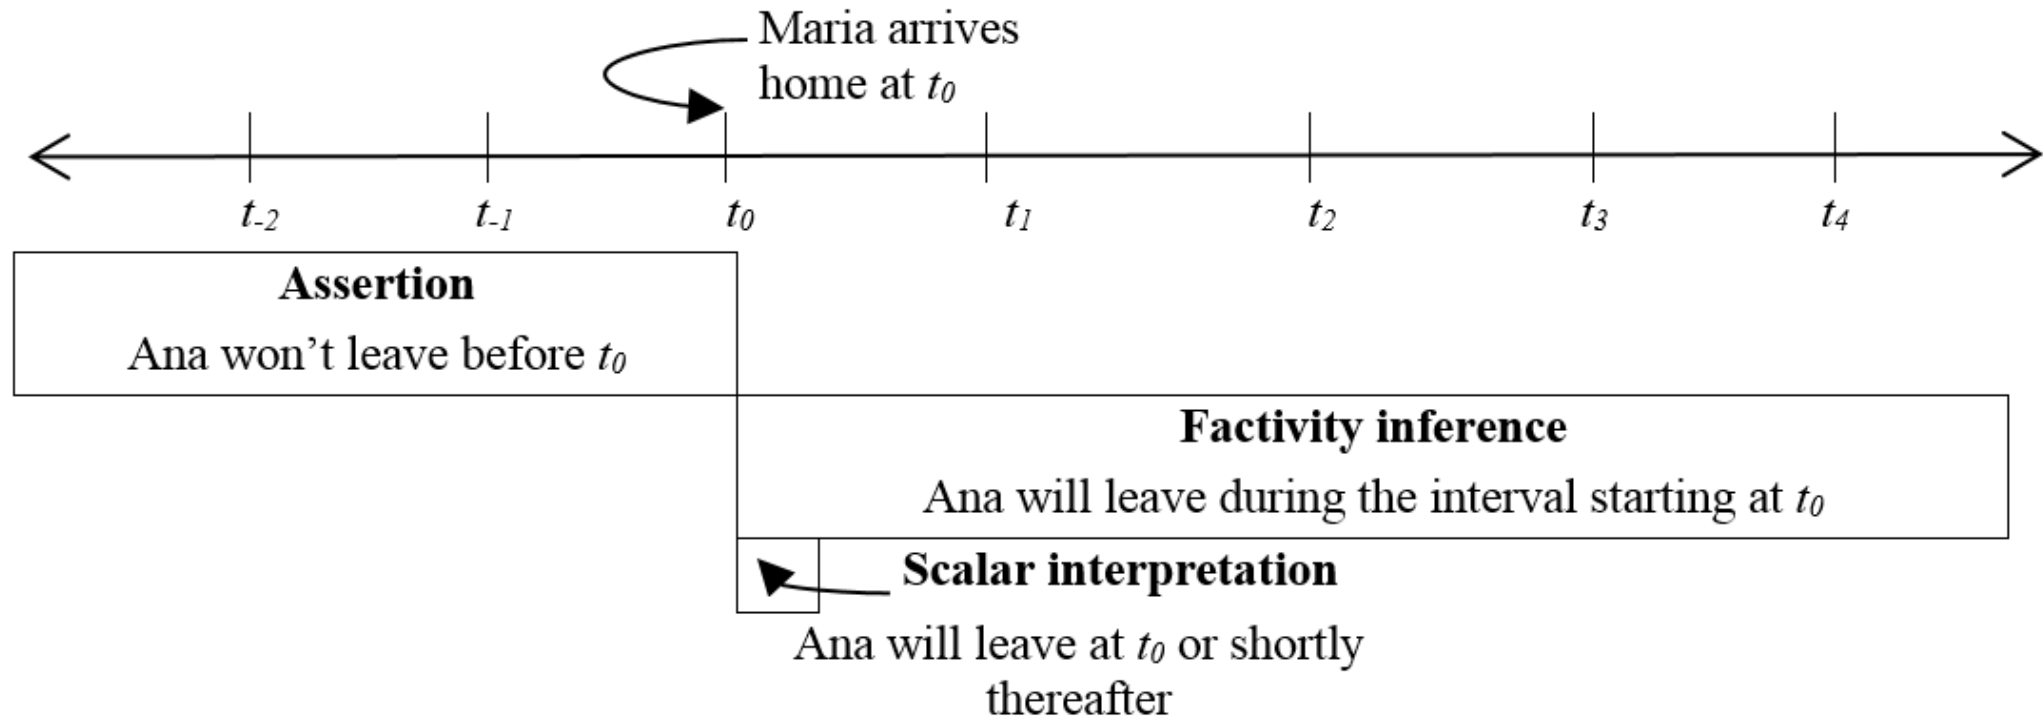 Maria arrives
home at t0
t-2 t-1 t0 t1 t2 t3 t4
Assertion
Ana won’t leave before t0
Factivity inference
Ana will leave during the interval starting at t0
Scalar interpretation
Ana will leave at t0 or shortly
thereafter